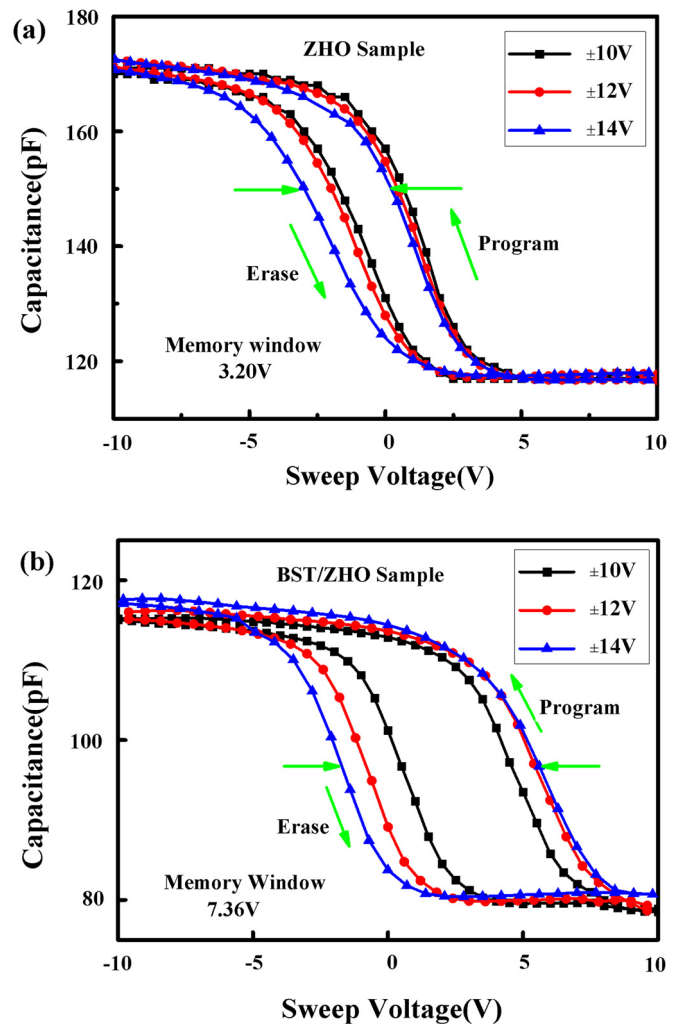 (a)
180
160
140
120
Capacitance(pF)
ZHO Sample
±10V
±12V
±14V
Program
Erase
Memory window
3.20V
-10
-5
0
5
10
Sweep Voltage(V)
(b)
120
100
80
Capacitance(pF)
BST/ZHO Sample
±10V
±12V
±14V
Program
Erase
Memory Window
7.36V
-10
-5
0
5
10
Sweep Voltage(V)